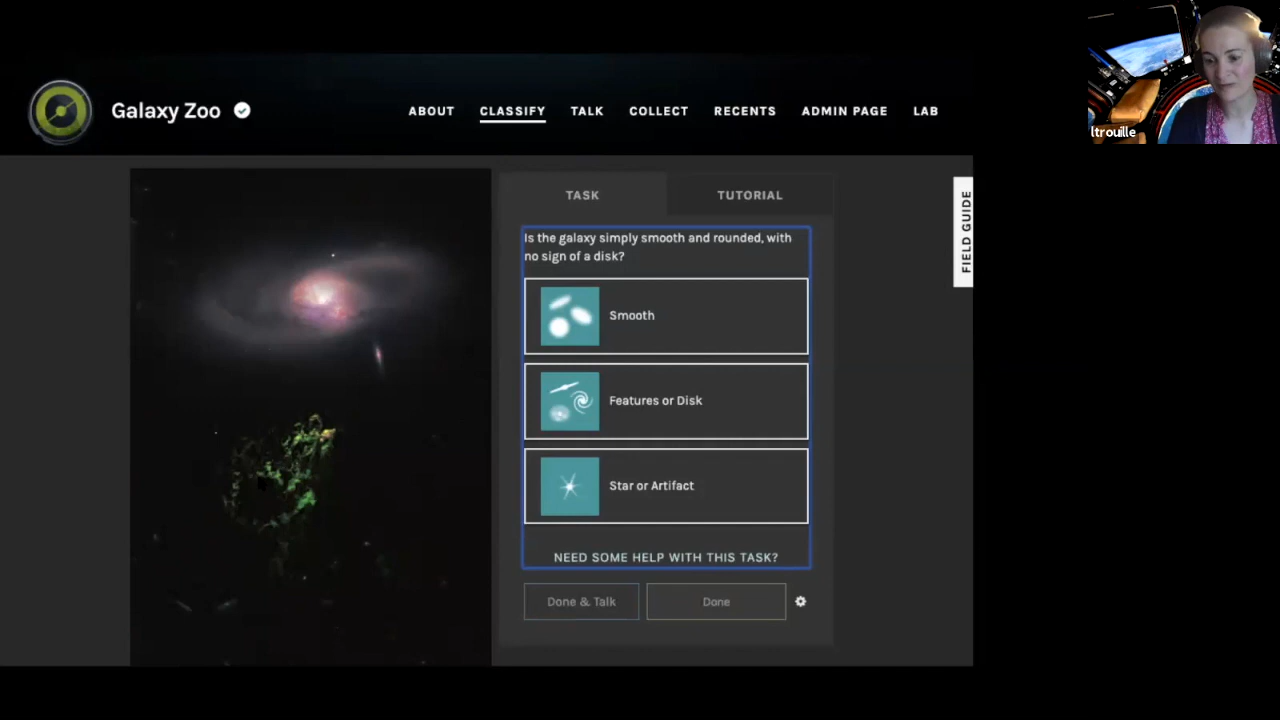 Galaxy Zoo
ABOUT CLASSIFY TALK COLLECT RECENTS ADMIN PAGE LAB
ltrouille
TASK TUTORIAL
FIELD GUIDE
Is the galaxy simply smooth and rounded, with
no sign of a disk?
Smooth
Features or Disk
Star or Artifact
NEED SOME HELP WITH THIS TASK?
Done & Talk Done